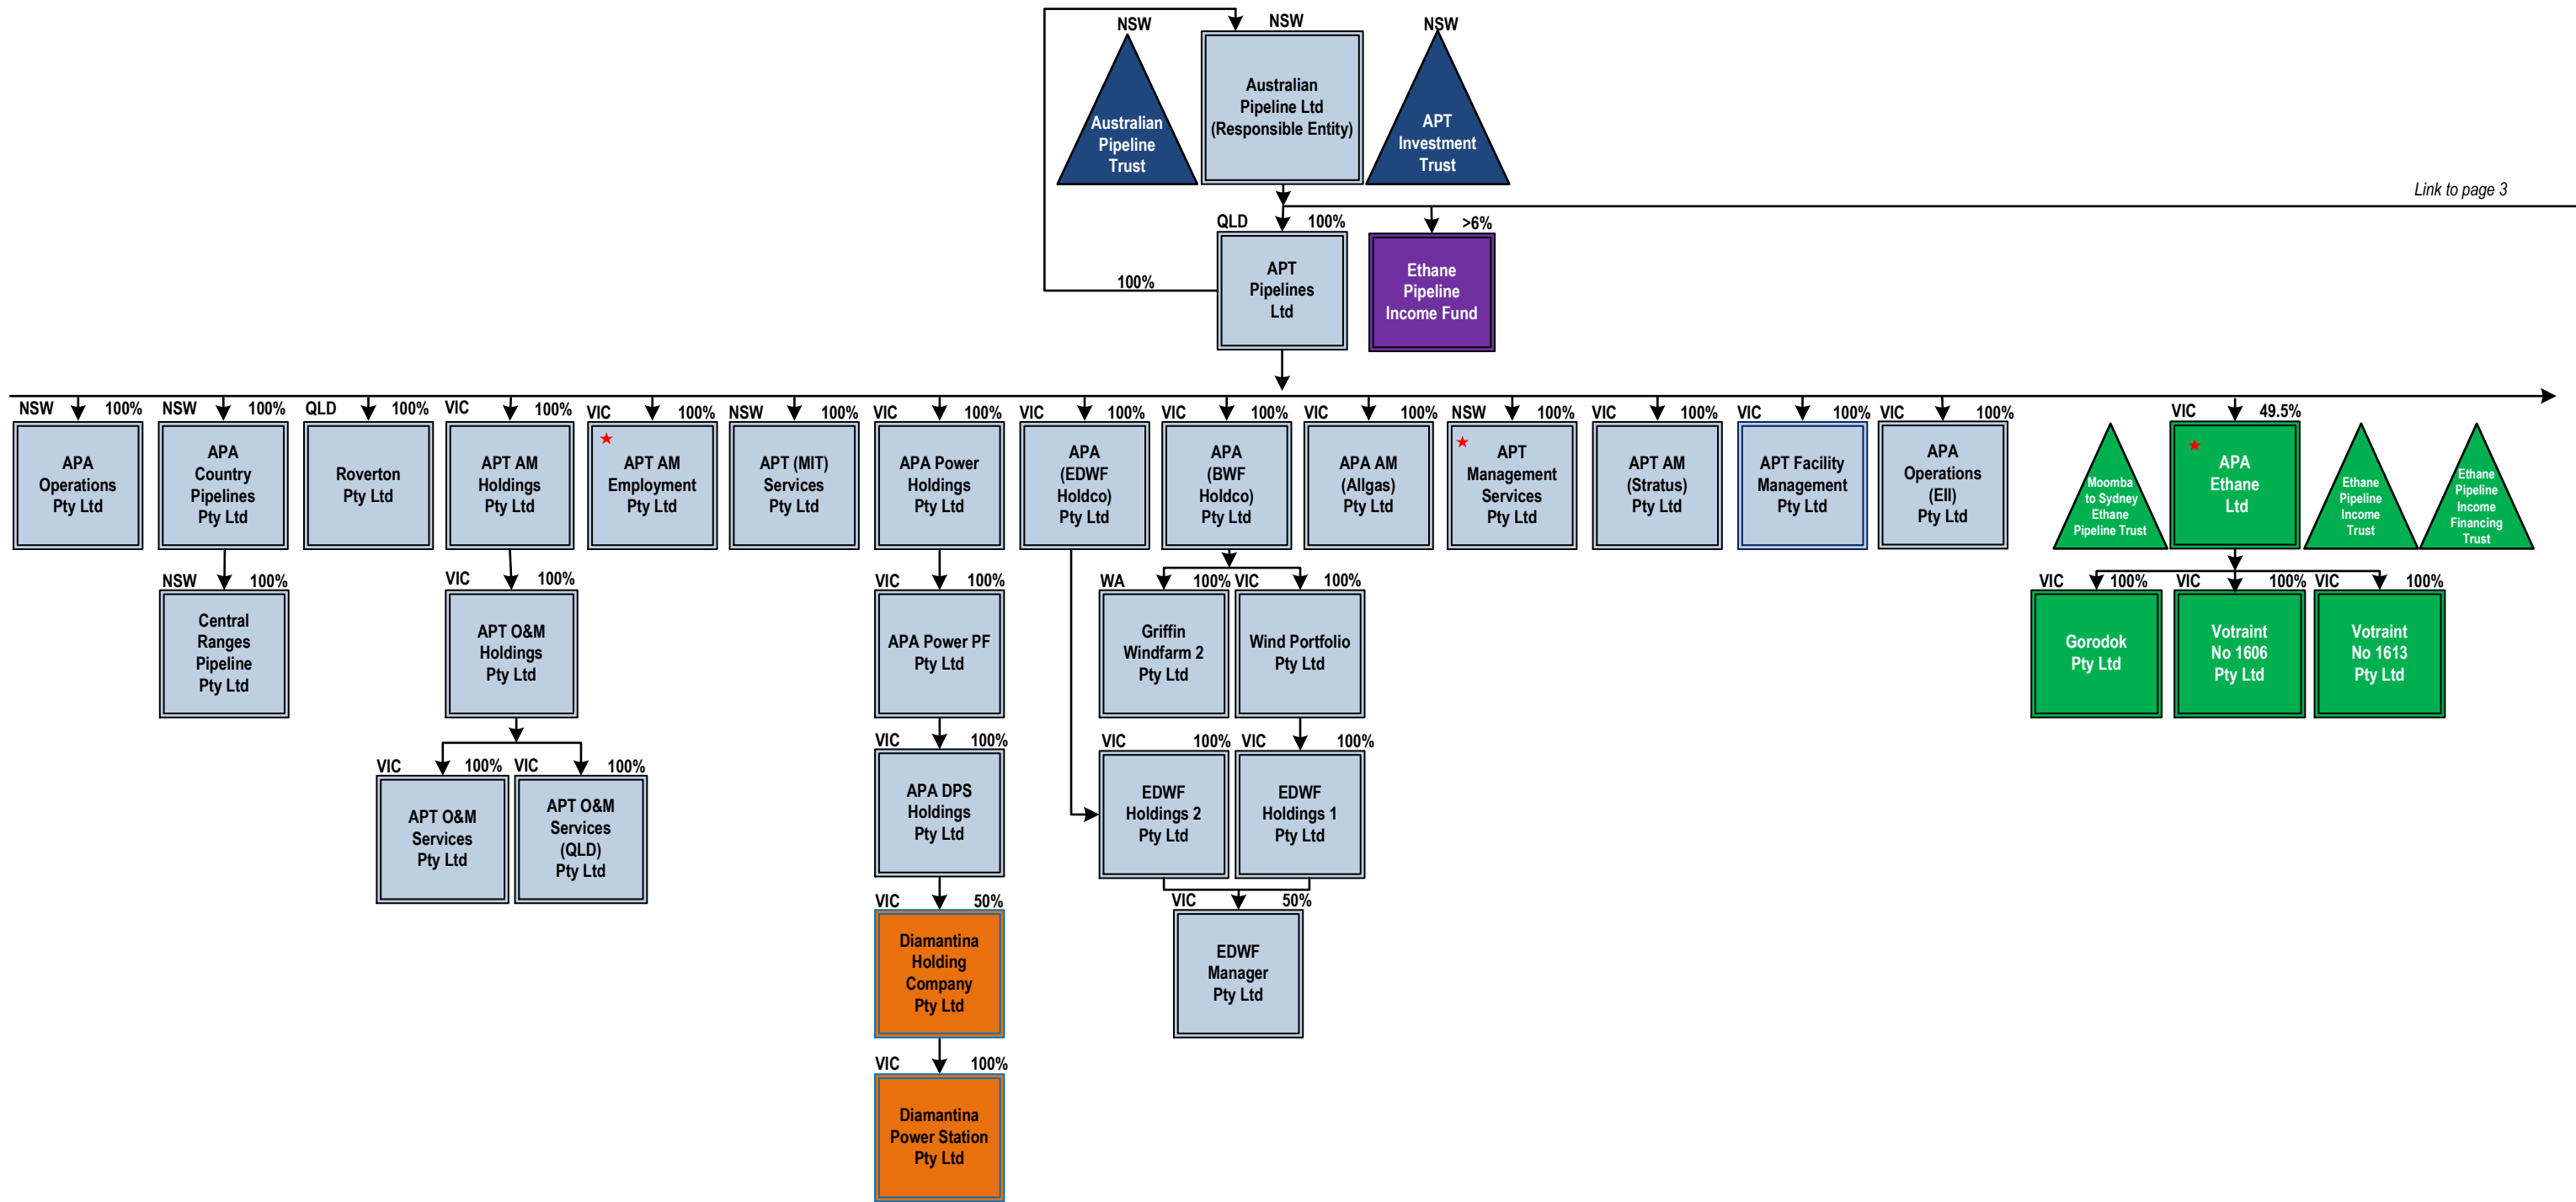 NSW
NSW
NSW
Australian
Pipeline
Trust
Australian
Pipeline Ltd
(Responsible Entity)
APT
Investment
Trust
Link to page 3
QLD 100%
>6%
100%
APT
Pipelines
Ltd
Ethane
Pipeline
Income Fund
NSW 100%
APA
Operations
Pty Ltd
NSW 100%
APA
Country
Pipelines
Pty Ltd
QLD 100%
Roverton
Pty Ltd
VIC 100%
APT AM
Holdings
Pty Ltd
VIC 100%
APT AM
Employment
Pty Ltd
NSW 100%
APT (MIT)
Services
Pty Ltd
VIC 100%
APA Power
Holdings
Pty Ltd
VIC 100%
APA
(EDWF
Holdco)
Pty Ltd
VIC 100%
APA
(BWF
Holdco)
Pty Ltd
VIC 100%
APA AM
(Allgas)
Pty Ltd
NSW 100%
APT
Management
Services
Pty Ltd
VIC 100%
APT AM
(Stratus)
Pty Ltd
VIC 100%
APT Facility
Management
Pty Ltd
VIC 100%
APA
Operations
(EII)
Pty Ltd
Moomba
to Sydney
Ethane
Pipeline Trust
VIC 49.5%
APA
Ethane
Ltd
Ethane
Pipeline
Income
Trust
Ethane
Pipeline
Income
Financing
Trust
NSW 100%
Central
Ranges
Pipeline
Pty Ltd
VIC 100%
APT O&M
Holdings
Pty Ltd
VIC 100%
APA Power PF
Pty Ltd
WA 100%
Griffin
Windfarm 2
Pty Ltd
VIC 100%
Wind Portfolio
Pty Ltd
VIC 100%
Gorodok
Pty Ltd
VIC 100%
Votraint
No 1606
Pty Ltd
VIC 100%
Votraint
No 1613
Pty Ltd
VIC 100%
APT O&M
Services
Pty Ltd
VIC 100%
APT O&M
Services
(QLD)
Pty Ltd
VIC 100%
APA DPS
Holdings
Pty Ltd
VIC 100%
EDWF
Holdings 2
Pty Ltd
VIC 100%
EDWF
Holdings 1
Pty Ltd
VIC 50%
Diamantina
Holding
Company
Pty Ltd
VIC 50%
EDWF
Manager
Pty Ltd
VIC 100%
Diamantina
Power Station
Pty Ltd